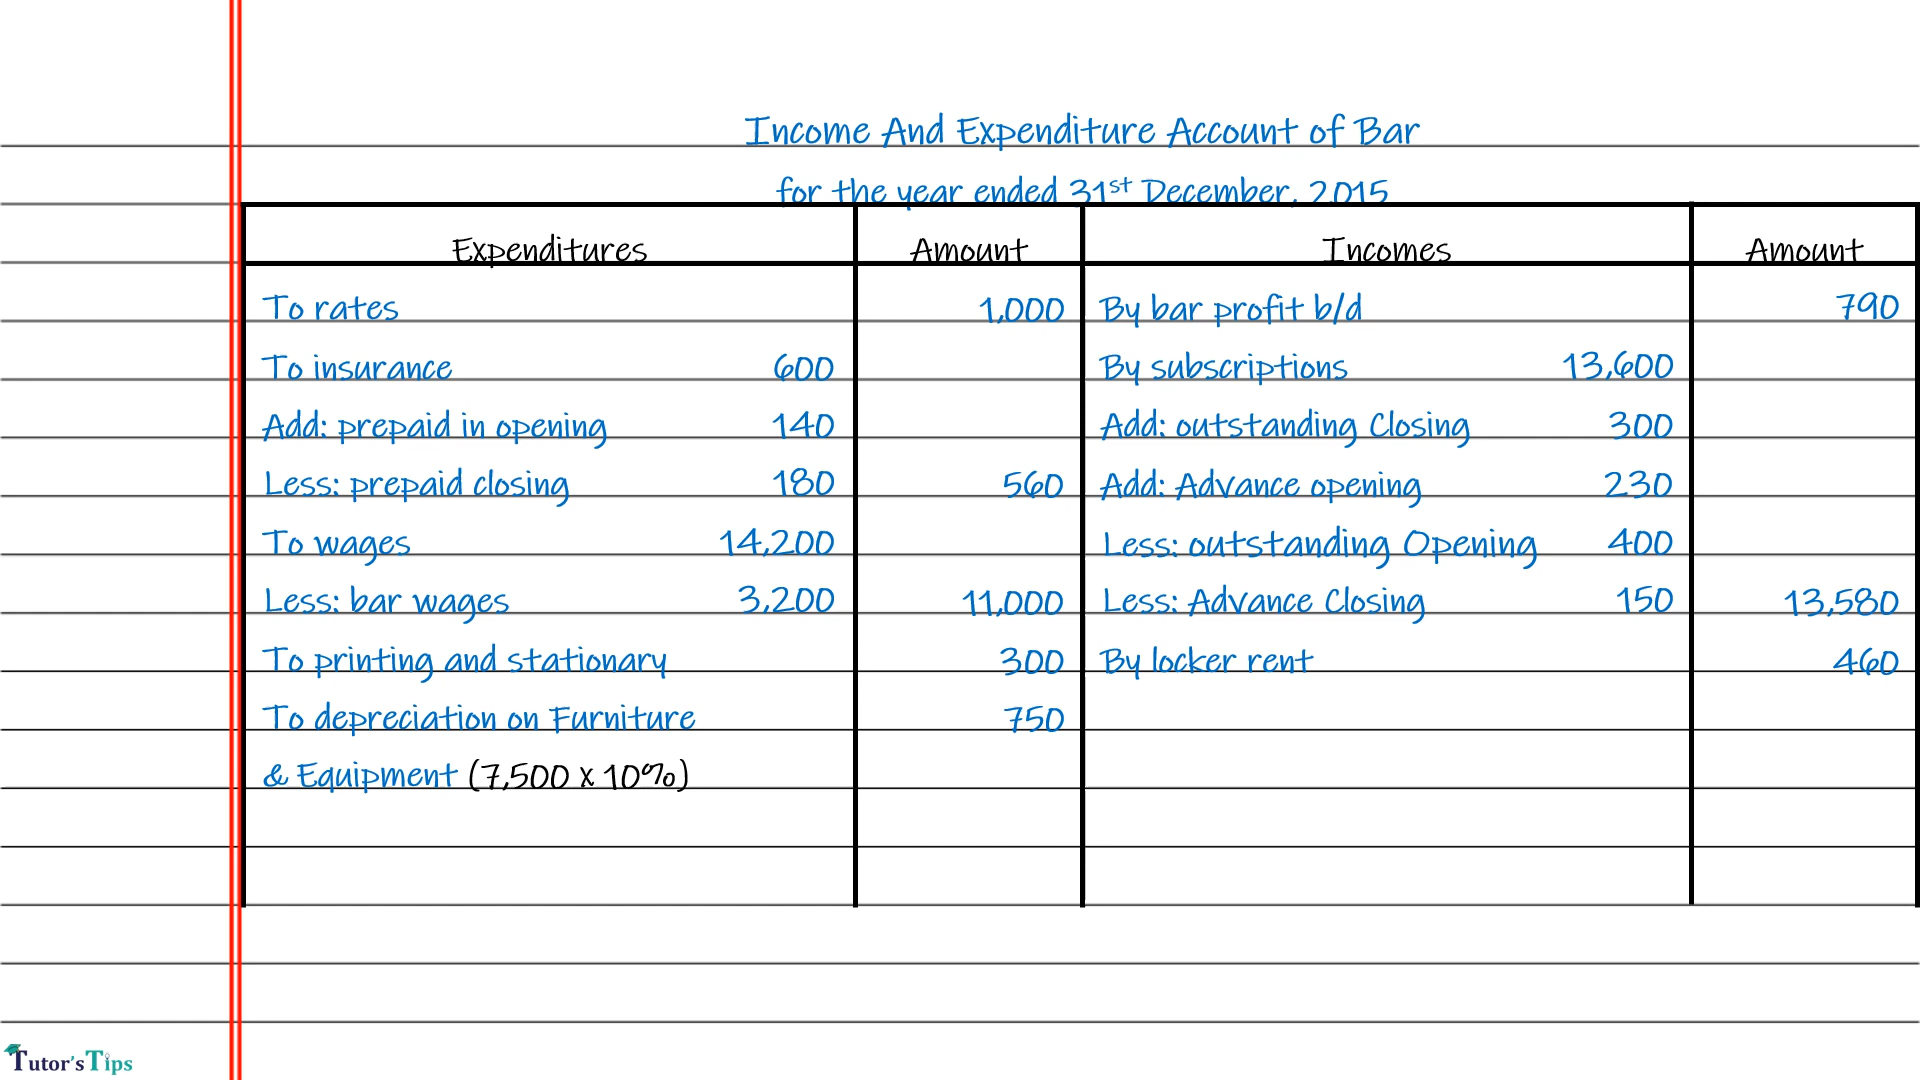 Income And Expenditure Account of Bar
for the year ended 31st December, 2015
Expenditures Amount Incomes Amount
To rates 1,000 By bar profit b/d 790
To insurance 600 By subscriptions 13,600
Add: prepaid in opening 140 Add: outstanding Closing 300
Less: prepaid closing 180 560 Add: Advance opening 230
To wages 14,200 Less: outstanding Opening 400
Less: bar wages 3,200 11,000 Less: Advance Closing 150 13,580
To printing and stationary 300 By locker rent 460
To depreciation on Furniture 750
& Equipment (7,500 x 10%)
Tutor'sTips